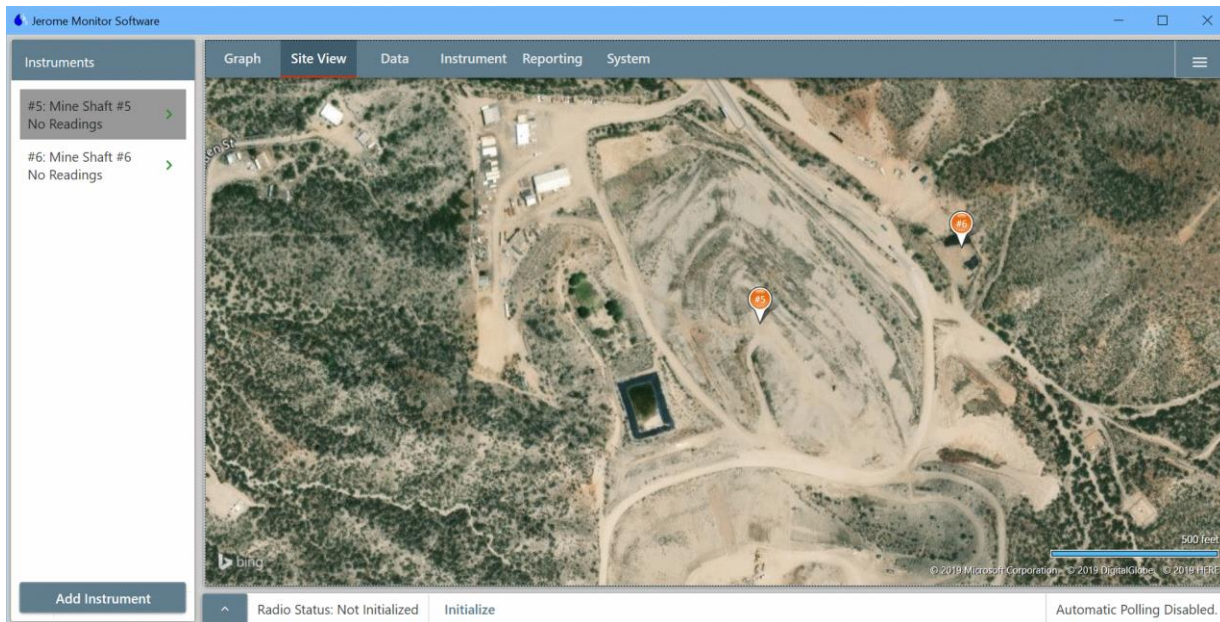 Jerome Monitor Software
Instruments
Graph Site View Data Instrument Reporting System
#5: Mine Shaft #5
No Readings
#6: Mine Shaft #6
No Readings
#6
#5
500 feet
bing
© 2019 Microsoft Corporation © 2019 DigitalGlobe © 2019 HERE
Add Instrument
Radio Status: Not Initialized Initialize Automatic Polling Disabled.